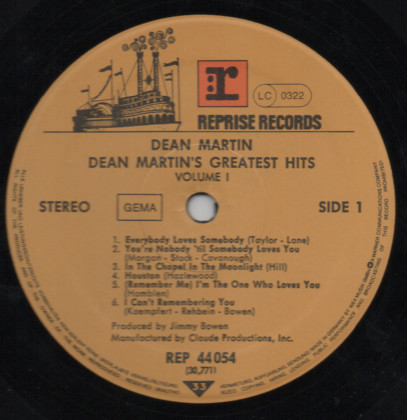 r
LC 0322
REPRISE RECORDS
DEAN MARTIN
DEAN MARTIN'S GREATEST HITS
VOLUME I
STEREO
GEMA
SIDE 1
1. Everybody Loves Somebody (Taylor - Lane)
2. You're Nobody 'til Somebody Loves You
(Morgan - Stock - Cavanaugh)
3. In The Chapel In The Moonlight (Hill)
4. Houston (Hazlewood)
5. (Remember Me) I'm The One Who Loves You
(Hamblen)
6. I Can't Remembering You
(Kaempfert - Rehbein - Bowen)
Produced by Jimmy Bowen
Manufactured by Claude Productions, Inc.
REP 44 054
(30,771)
33